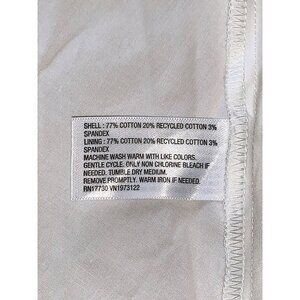 SHELL : 77% COTTON 20% RECYCLED COTTON 3%
SPANDEX
LINING : 77% COTTON 20% RECYCLED COTTON 3%
SPANDEX
MACHINE WASH WARM WITH LIKE COLORS.
GENTLE CYCLE. ONLY NON CHLORINE BLEACH IF
NEEDED. TUMBLE DRY MEDIUM.
REMOVE PROMPTLY. WARM IRON IF NEEDED.
RN17730 VN1973122